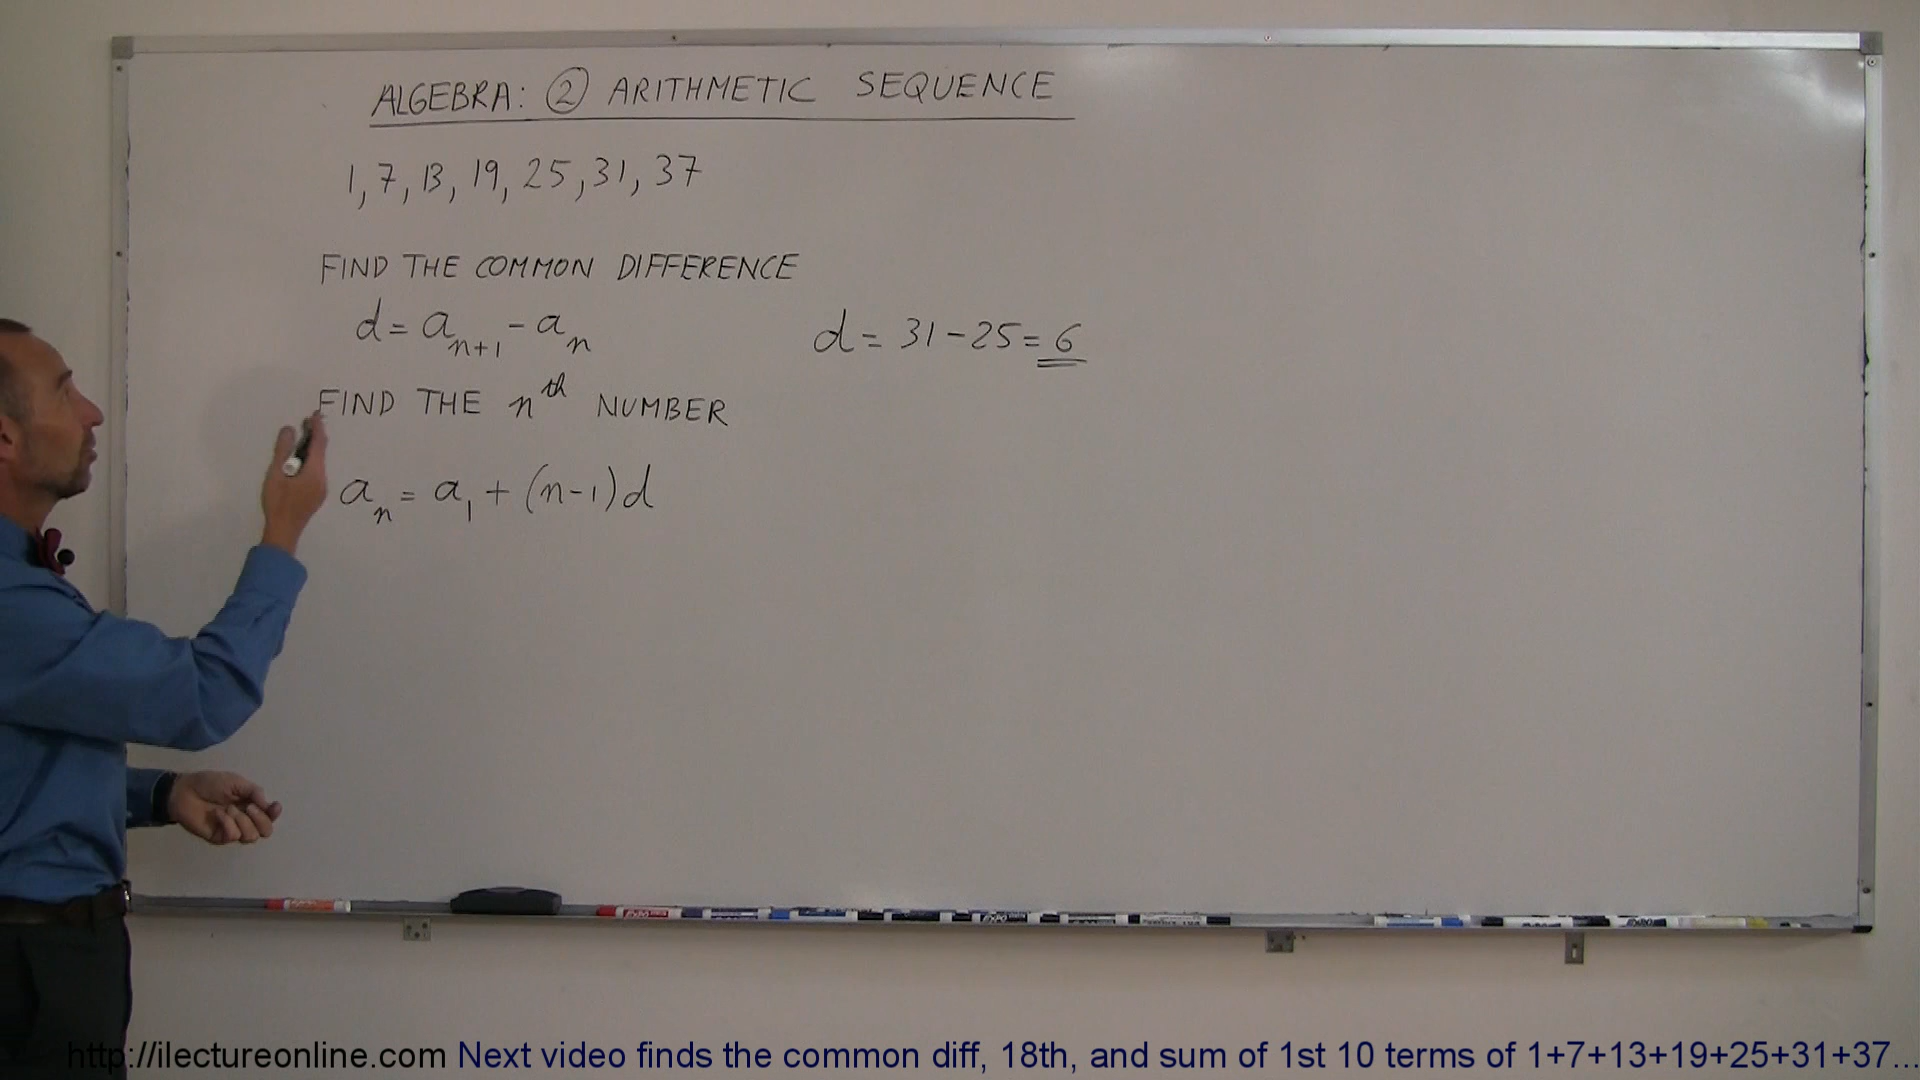 ALGEBRA: ② ARITHMETIC SEQUENCE
1, 7, 13, 19, 25, 31, 37
FIND THE COMMON DIFFERENCE
d = a_{n+1} - a_n
d = 31 - 25 = 6
FIND THE n^{th} NUMBER
a_n = a_1 + (n-1)d
http://ilectureonline.com Next video finds the common diff, 18th, and sum of 1st 10 terms of 1+7+13+19+25+31+37...